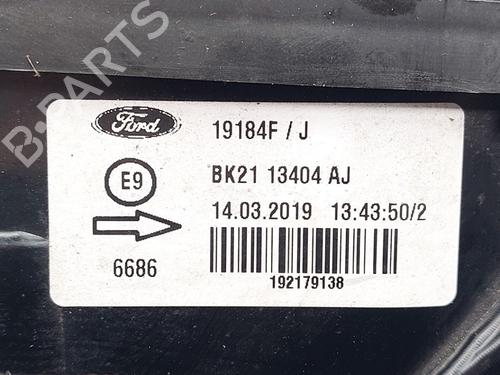 B-PARTS
Ford
19184F / J
E9
BK21 13404 AJ
14.03.2019 13:43:50/2
6686
192179138